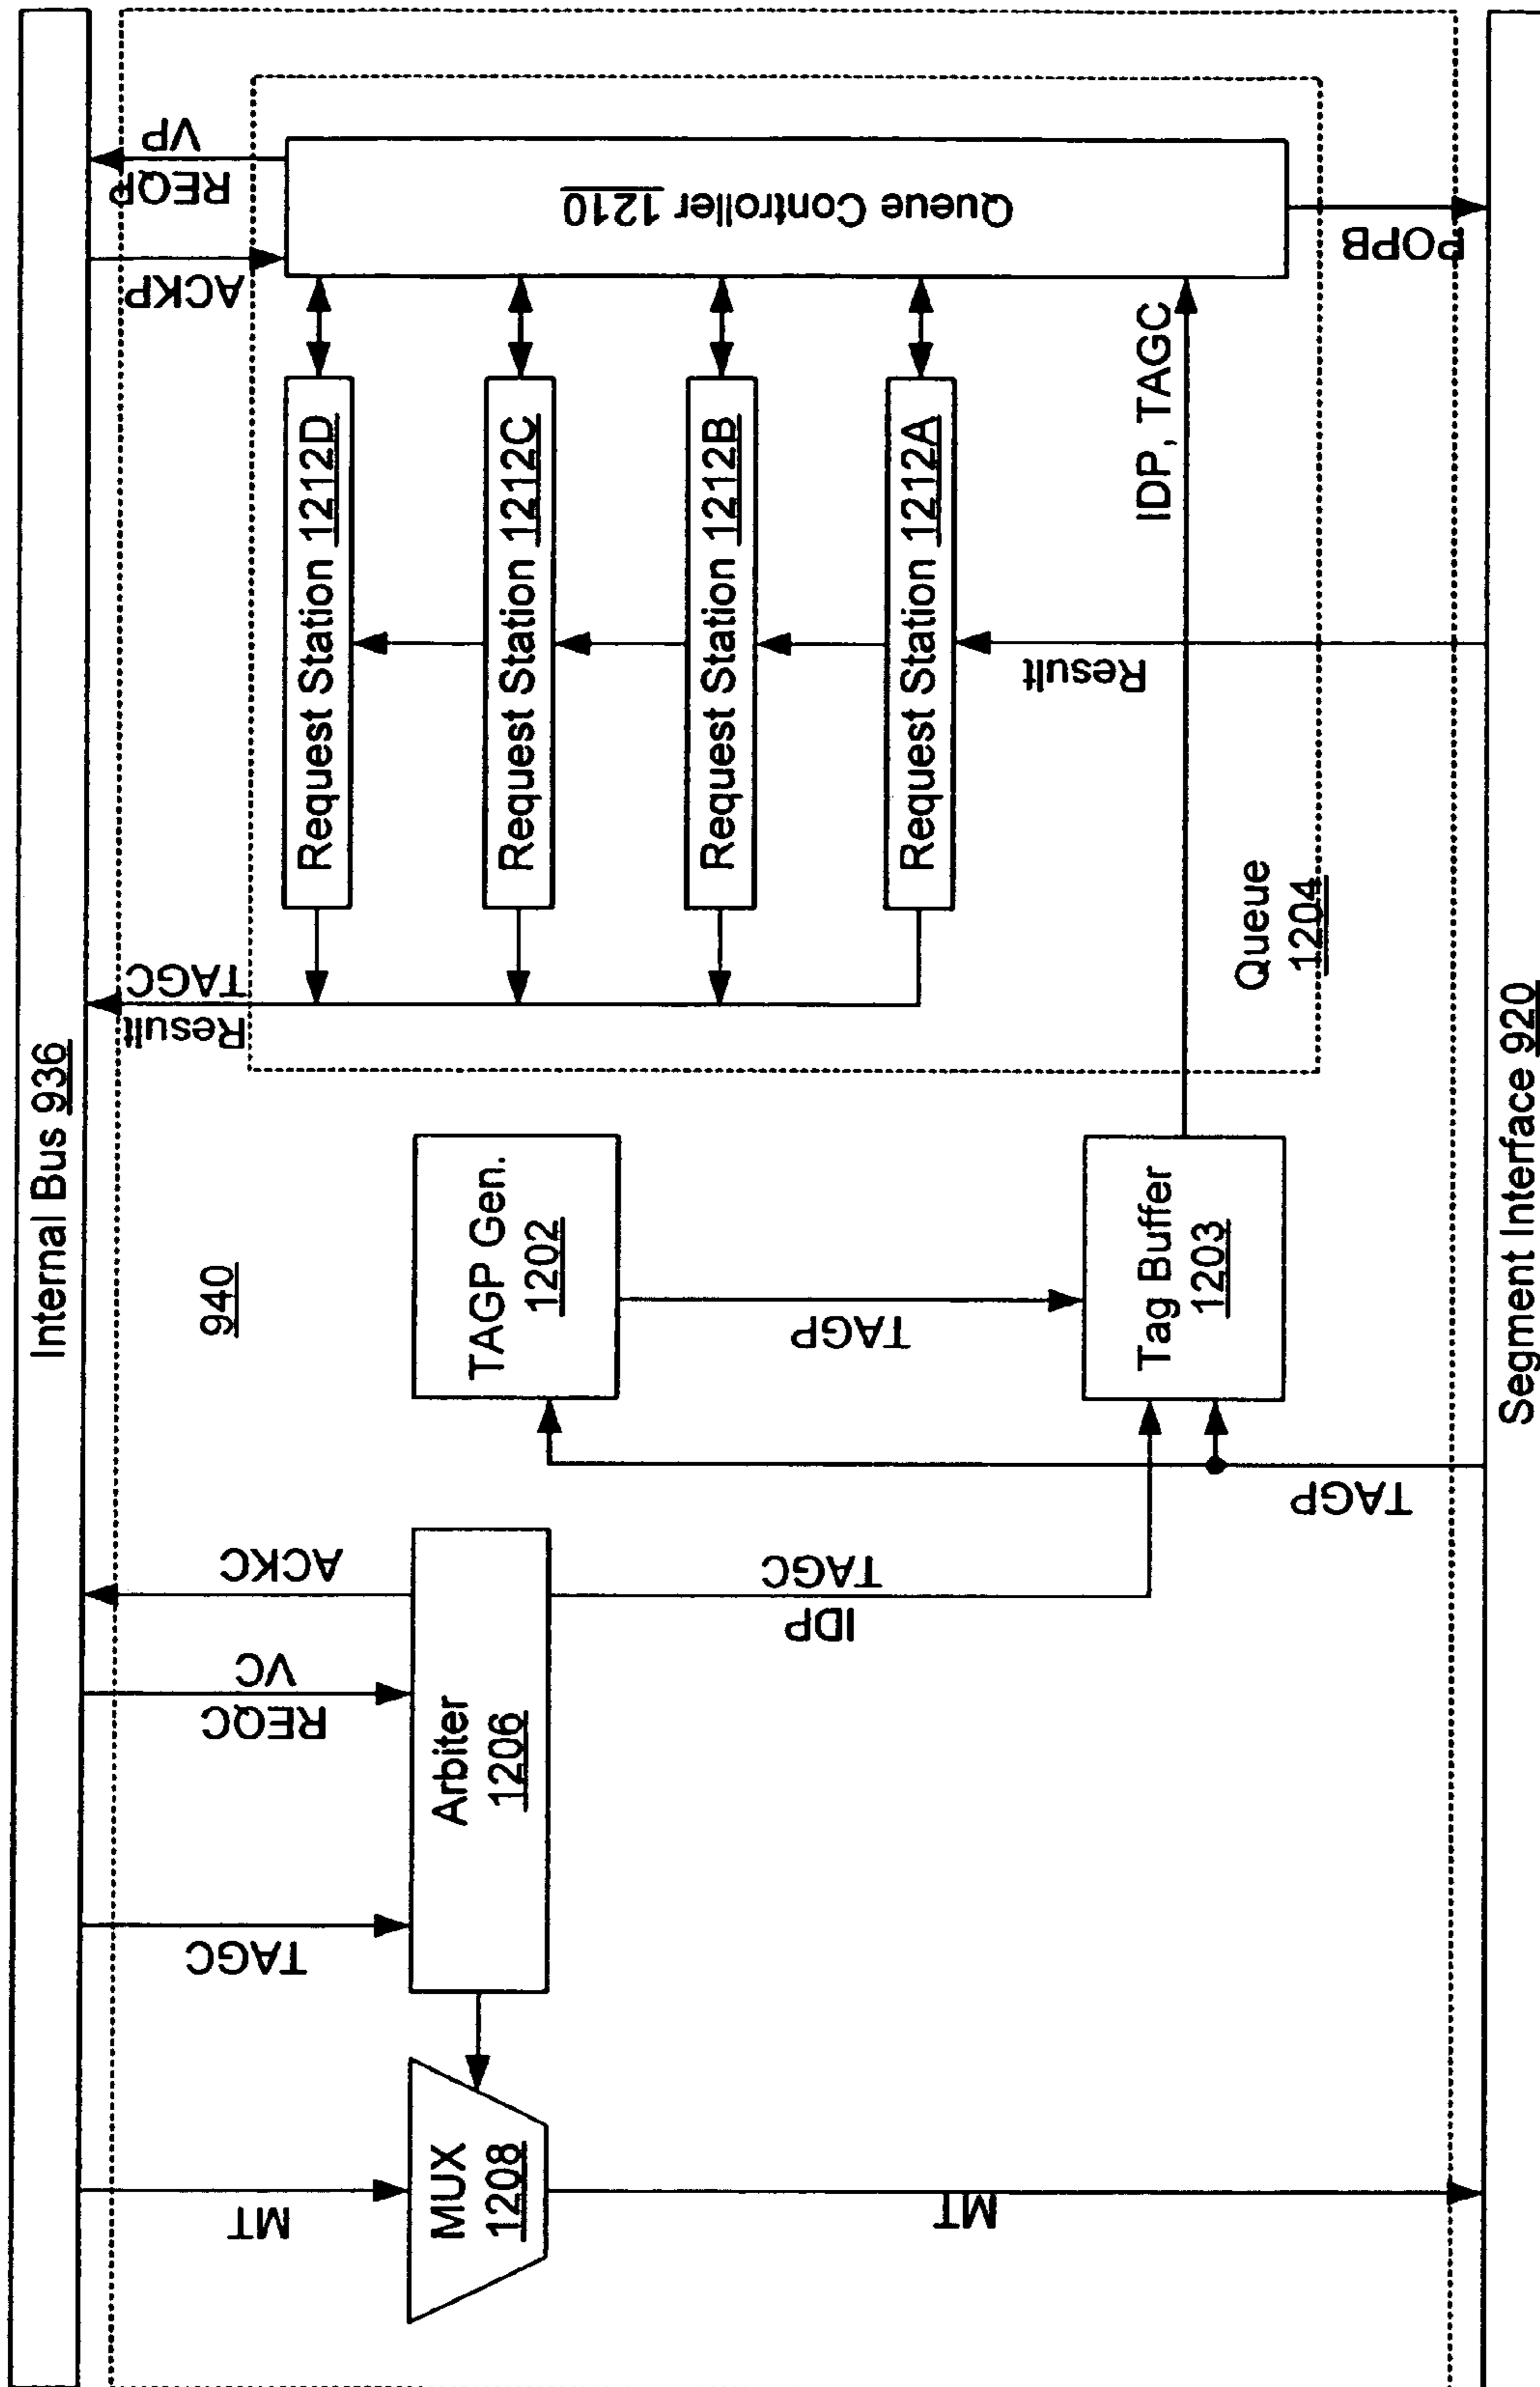 Internal Bus 936
940
MT
TAGC
REQC
VC
ACKC
Result
TAGC
ACKP
REQP
VP
MUX
1208
Arbiter
1206
TAGP Gen.
1202
Request Station 1212D
Request Station 1212C
Request Station 1212B
Request Station 1212A
Queue Controller 1210
IDP
TAGC
TAGP
Result
Tag Buffer
1203
IDP, TAGC
Queue
1204
MT
TAGP
POPB
Segment Interface 920